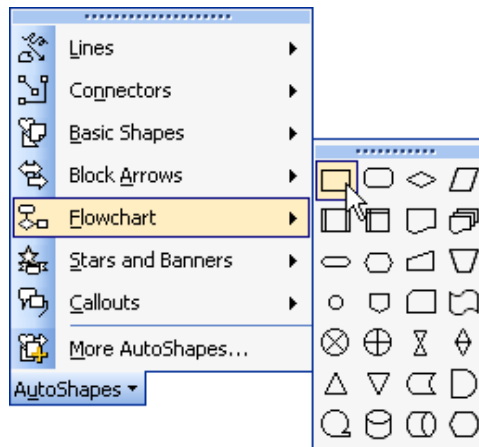 Lines
Connectors
Basic Shapes
Block Arrows
Flowchart
Stars and Banners
Callouts
More AutoShapes...
AutoShapes